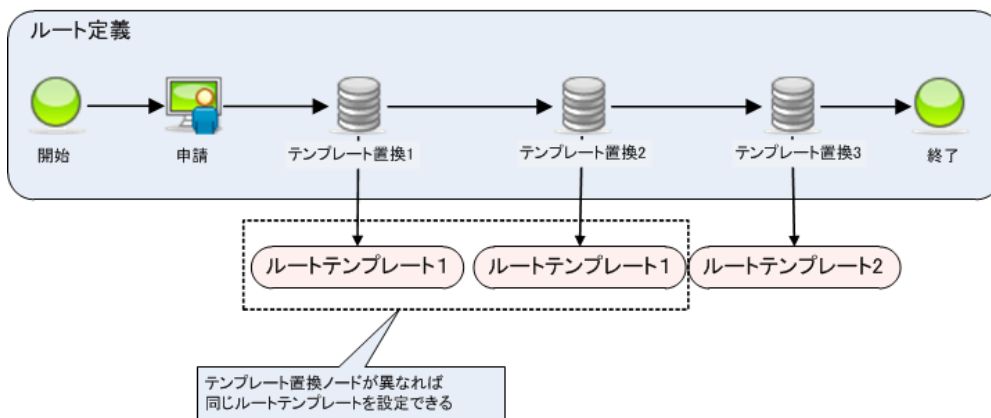 ルート定義
開始
申請
テンプレート置換1
テンプレート置換2
テンプレート置換3
終了
ルートテンプレート1
ルートテンプレート1
ルートテンプレート2
テンプレート置換ノードが異なれば
同じルートテンプレートを設定できる